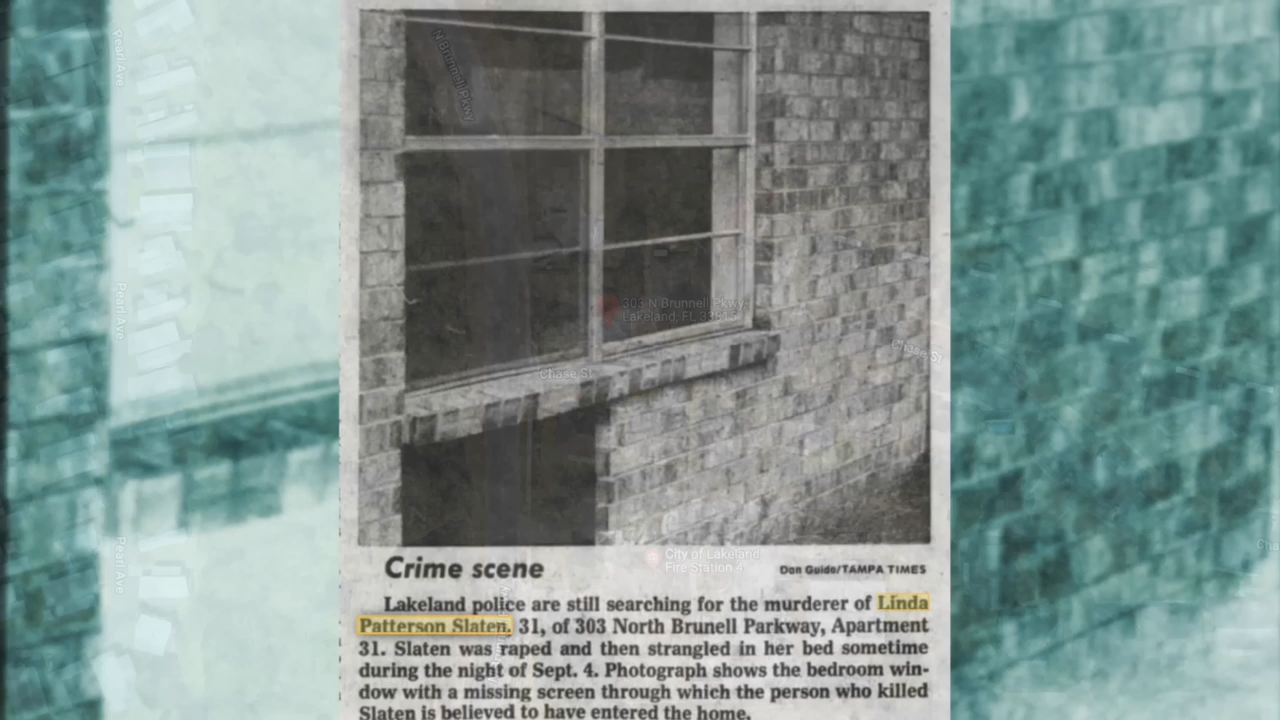 Pearl Ave
N Brunnell Pkwy
Pearl Ave
303 N Brunnell Pkwy
Lakeland, FL 33815
Chase St
Chase St
City of Lakeland
Fire Station 4
Crime scene
Dan Guido/TAMPA TIMES
Lakeland police are still searching for the murderer of Linda
Patterson Slaten, 31, of 303 North Brunell Parkway, Apartment
31. Slaten was raped and then strangled in her bed sometime
during the night of Sept. 4. Photograph shows the bedroom win-
dow with a missing screen through which the person who killed
Slaten is believed to have entered the home.
Pearl Ave